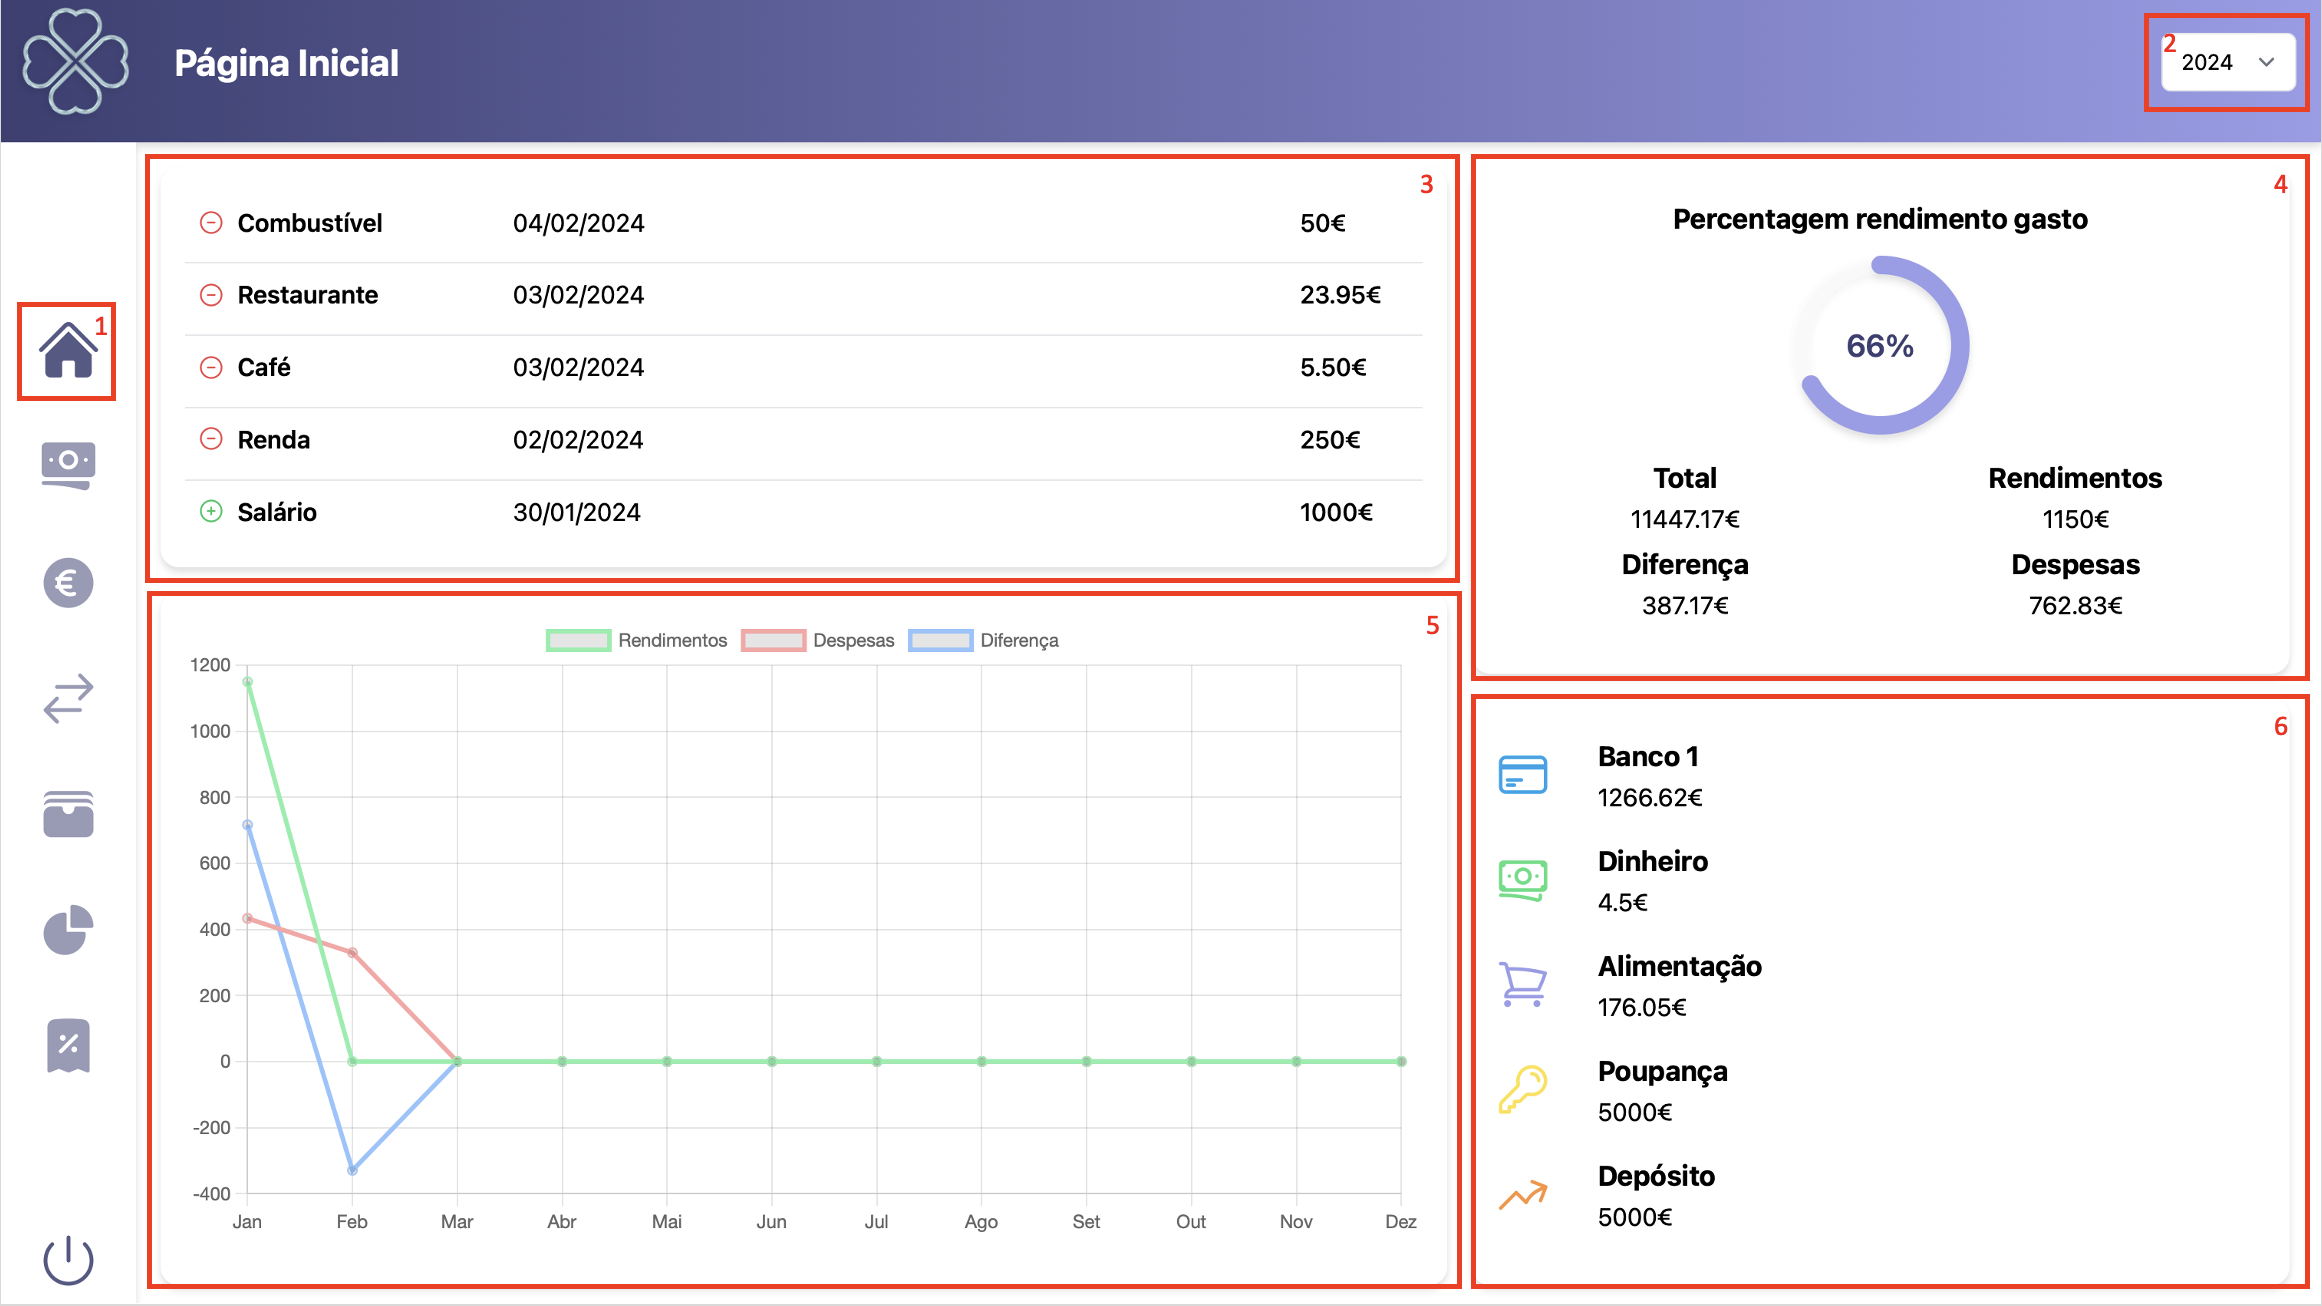 Página Inicial
2
2024
1
3
Combustível 04/02/2024 50€
Restaurante 03/02/2024 23.95€
Café 03/02/2024 5.50€
Renda 02/02/2024 250€
Salário 30/01/2024 1000€
4
Percentagem rendimento gasto
66%
Total Rendimentos
11447.17€ 1150€
Diferença Despesas
387.17€ 762.83€
€
%
5
Rendimentos Despesas Diferença
1200
1000
800
600
400
200
0
-200
-400
Jan Feb Mar Abr Mai Jun Jul Ago Set Out Nov Dez
6
Banco 1
1266.62€
Dinheiro
4.5€
Alimentação
176.05€
Poupança
5000€
Depósito
5000€